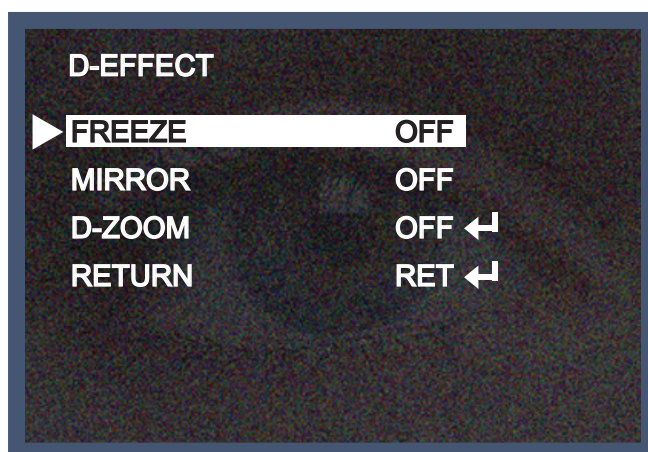 D-EFFECT
FREEZE OFF
MIRROR OFF
D-ZOOM OFF ↵
RETURN RET ↵